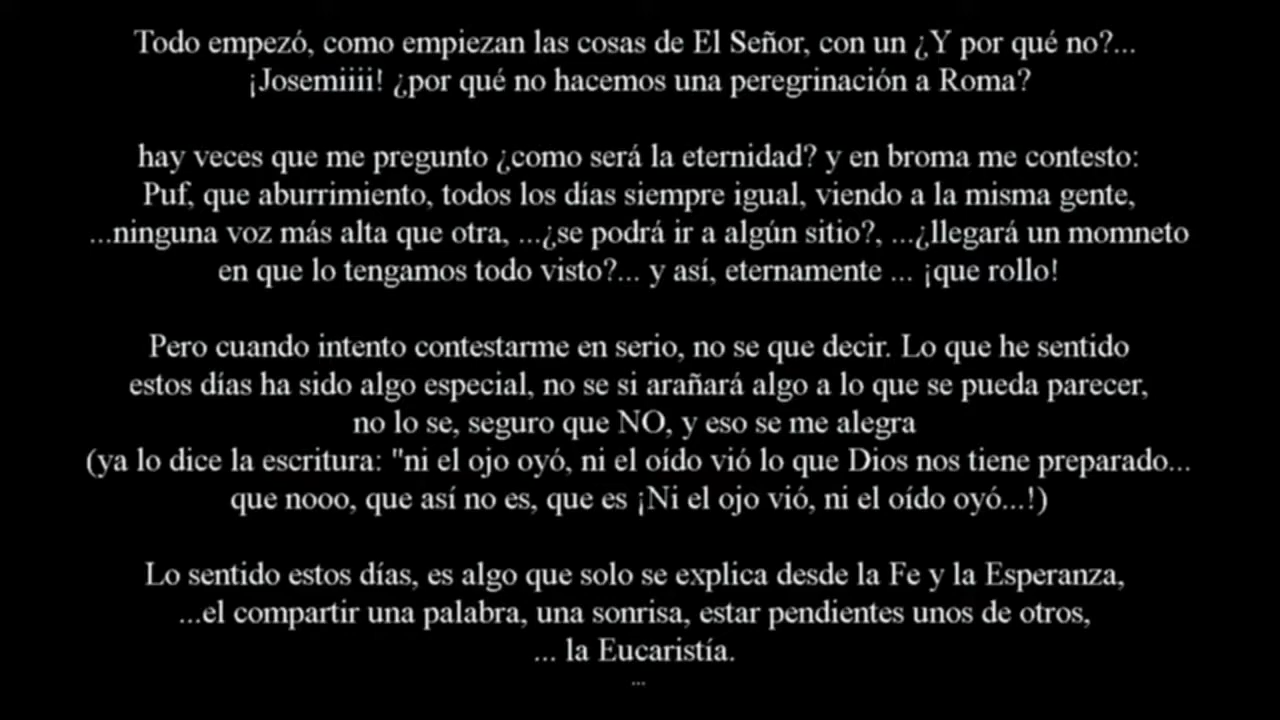 Todo empezó, como empiezan las cosas de El Señor, con un ¿Y por qué no?...
¡Josemiiii! ¿por qué no hacemos una peregrinación a Roma?
hay veces que me pregunto ¿como será la eternidad? y en broma me contesto:
Puf, que aburrimiento, todos los días siempre igual, viendo a la misma gente,
...ninguna voz más alta que otra, ...¿se podrá ir a algún sitio?, ...¿llegará un momneto
en que lo tengamos todo visto?... y así, eternamente ... ¡que rollo!
Pero cuando intento contestarme en serio, no se que decir. Lo que he sentido
estos días ha sido algo especial, no se si arañará algo a lo que se pueda parecer,
no lo se, seguro que NO, y eso se me alegra
(ya lo dice la escritura: "ni el ojo oyó, ni el oído vió lo que Dios nos tiene preparado...
que nooo, que así no es, que es ¡Ni el ojo vió, ni el oído oyó...!)
Lo sentido estos días, es algo que solo se explica desde la Fe y la Esperanza,
...el compartir una palabra, una sonrisa, estar pendientes unos de otros,
... la Eucaristía.
...